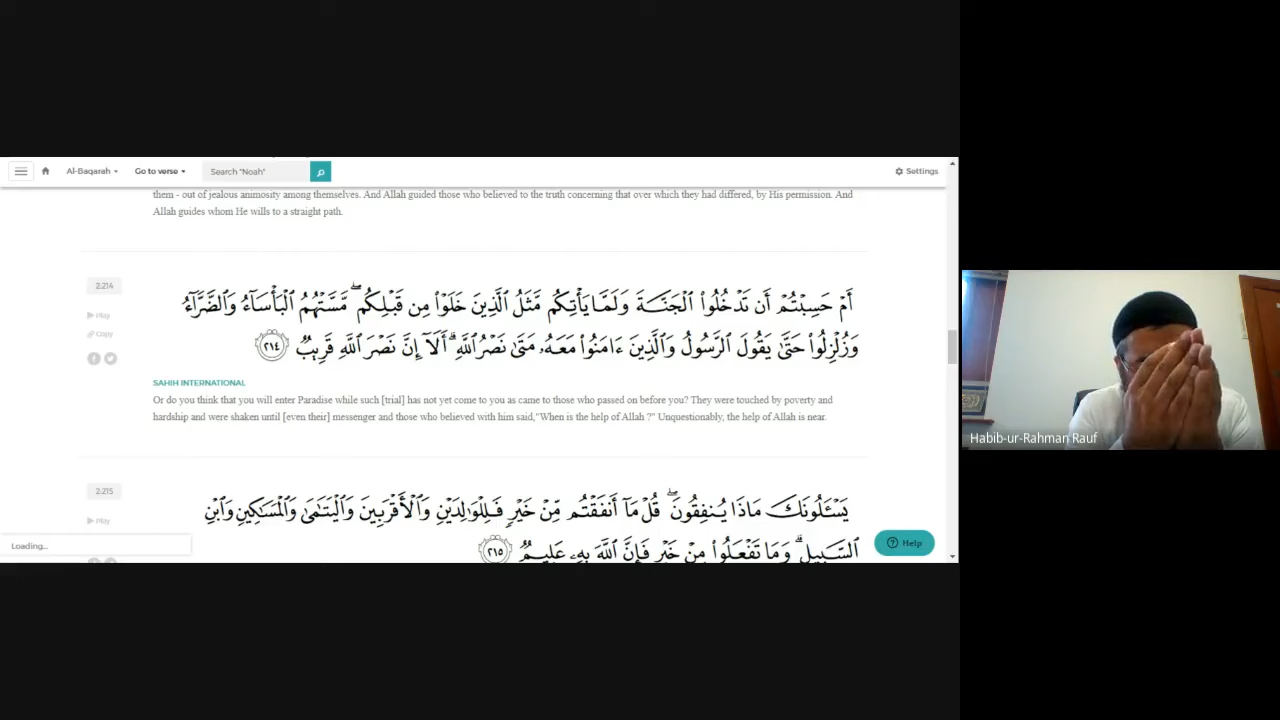 Al-Baqarah
Go to verse
Search "Noah"
Settings
them - out of jealous animosity among themselves. And Allah guided those who believed to the truth concerning that over which they had differed, by His permission. And
Allah guides whom He wills to a straight path.
2:214
Play
Copy
أَمْ حَسِبْتُمْ أَن تَدْخُلُوا۟ ٱلْجَنَّةَ وَلَمَّا يَأْتِكُم مَّثَلُ ٱلَّذِينَ خَلَوْا۟ مِن قَبْلِكُم ۖ مَّسَّتْهُمُ ٱلْبَأْسَآءُ وَٱلضَّرَّآءُ
وَزُلْزِلُوا۟ حَتَّىٰ يَقُولَ ٱلرَّسُولُ وَٱلَّذِينَ ءَامَنُوا۟ مَعَهُۥ مَتَىٰ نَصْرُ ٱللَّهِ ۗ أَلَآ إِنَّ نَصْرَ ٱللَّهِ قَرِيبٌ ٢١٤
SAHIH INTERNATIONAL
Or do you think that you will enter Paradise while such [trial] has not yet come to you as came to those who passed on before you? They were touched by poverty and
hardship and were shaken until [even their] messenger and those who believed with him said,"When is the help of Allah ?" Unquestionably, the help of Allah is near.
2:215
Play
يَسْـَٔلُونَكَ مَاذَا يُنفِقُونَ ۖ قُلْ مَآ أَنفَقْتُم مِّنْ خَيْرٍ فَلِلْوَٰلِدَيْنِ وَٱلْأَقْرَبِينَ وَٱلْيَتَـٰمَىٰ وَٱلْمَسَـٰكِينِ وَٱبْنِ
ٱلسَّبِيلِ ۗ وَمَا تَفْعَلُوا۟ مِنْ خَيْرٍ فَإِنَّ ٱللَّهَ بِهِۦ عَلِيمٌ ٢١٥
Loading...
Help
Habib-ur-Rahman Rauf